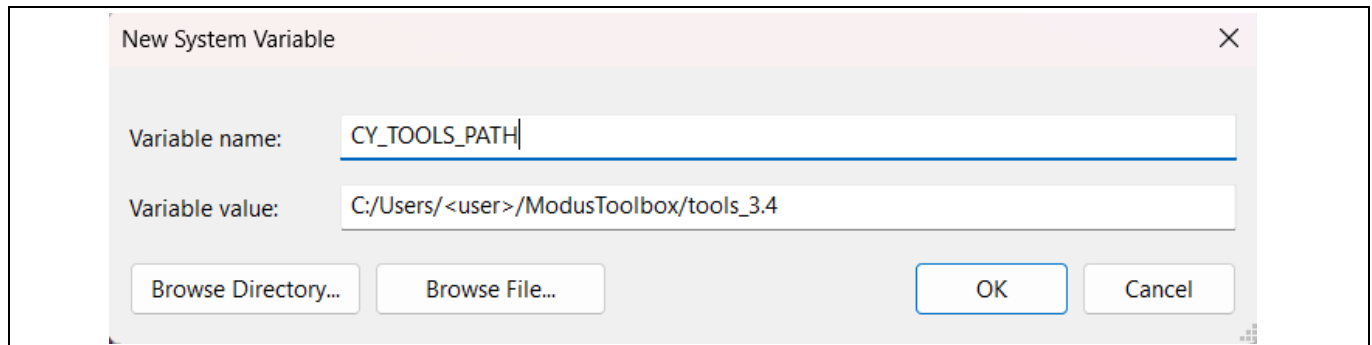 New System Variable
Variable name: CY_TOOLS_PATH
Variable value: C:/Users/<user>/ModusToolbox/tools_3.4
Browse Directory... Browse File... OK Cancel